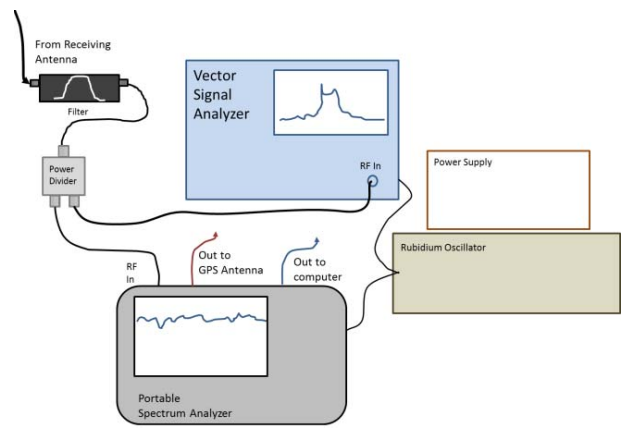 From Receiving
Antenna
Filter
Vector
Signal
Analyzer
RF In
Power
Divider
Power Supply
Rubidium Oscillator
RF
In
Out to
GPS Antenna
Out to
computer
Portable
Spectrum Analyzer